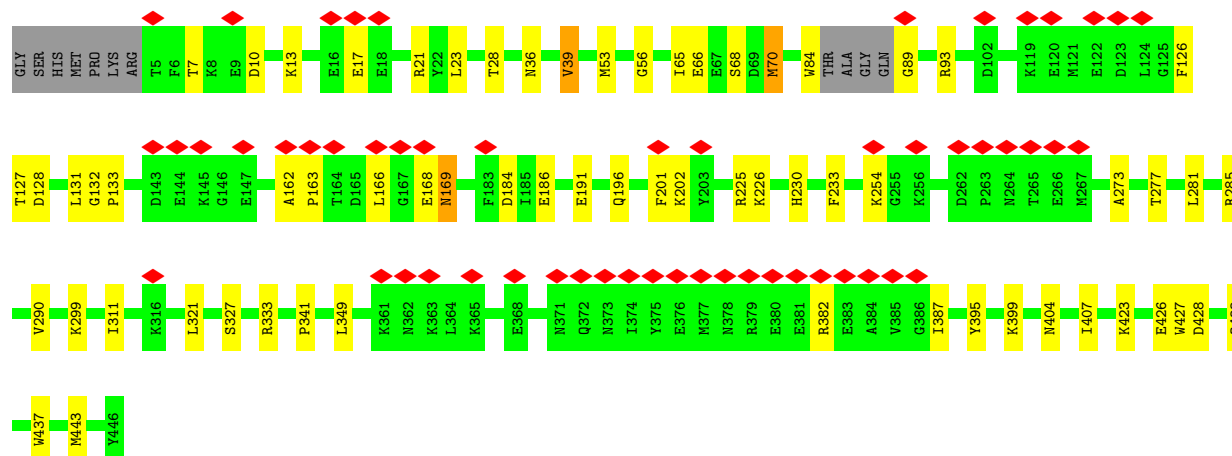 GLY SER HIS MET PRO LYS ARG T5 F6 T7 K8 E9 D10 K13 E16 E17 E18 R21 Y22 L23 T28 N36 V39 M53 G56 I65 E66 E67 S68 D69 M70 W84 THR ALA GLY GLN G89 R93 D102 K119 E120 M121 E122 D123 L124 G125 F126
T127 D128 L131 G132 P133 D143 E144 K145 G146 E147 A162 P163 T164 D165 L166 G167 E168 N169 F183 D184 I185 E186 E191 Q196 F201 K202 Y203 R225 K226 H230 F233 K254 G255 K256 D262 P263 N264 T265 E266 M267 A273 T277 L281 R285
V290 K299 I311 K316 L321 S327 R333 P341 L349 K361 N362 K363 L364 K365 E368 N371 Q372 N373 I374 Y375 E376 M377 N378 R379 E380 E381 R382 E383 A384 V385 G386 I387 Y395 K399 N404 I407 K423 E426 W427 D428
W437 M443 Y446